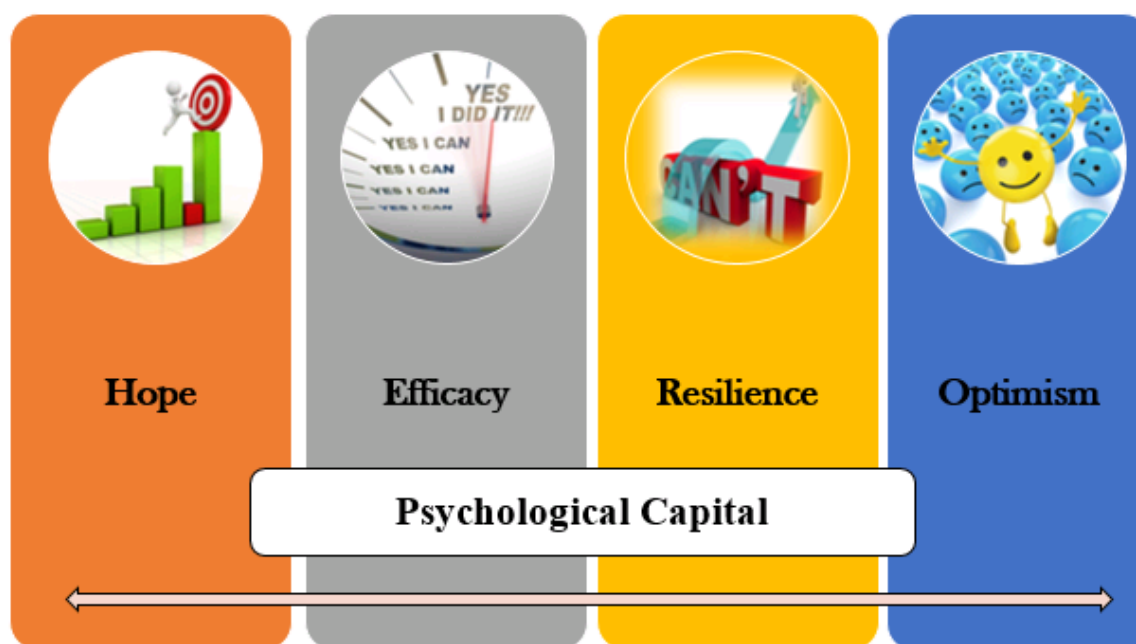 YES
I DID IT!!!
YES I CAN
YES I CAN
YES I CAN
YES I CAN
CAN'T
Hope
Efficacy
Resilience
Optimism
Psychological Capital